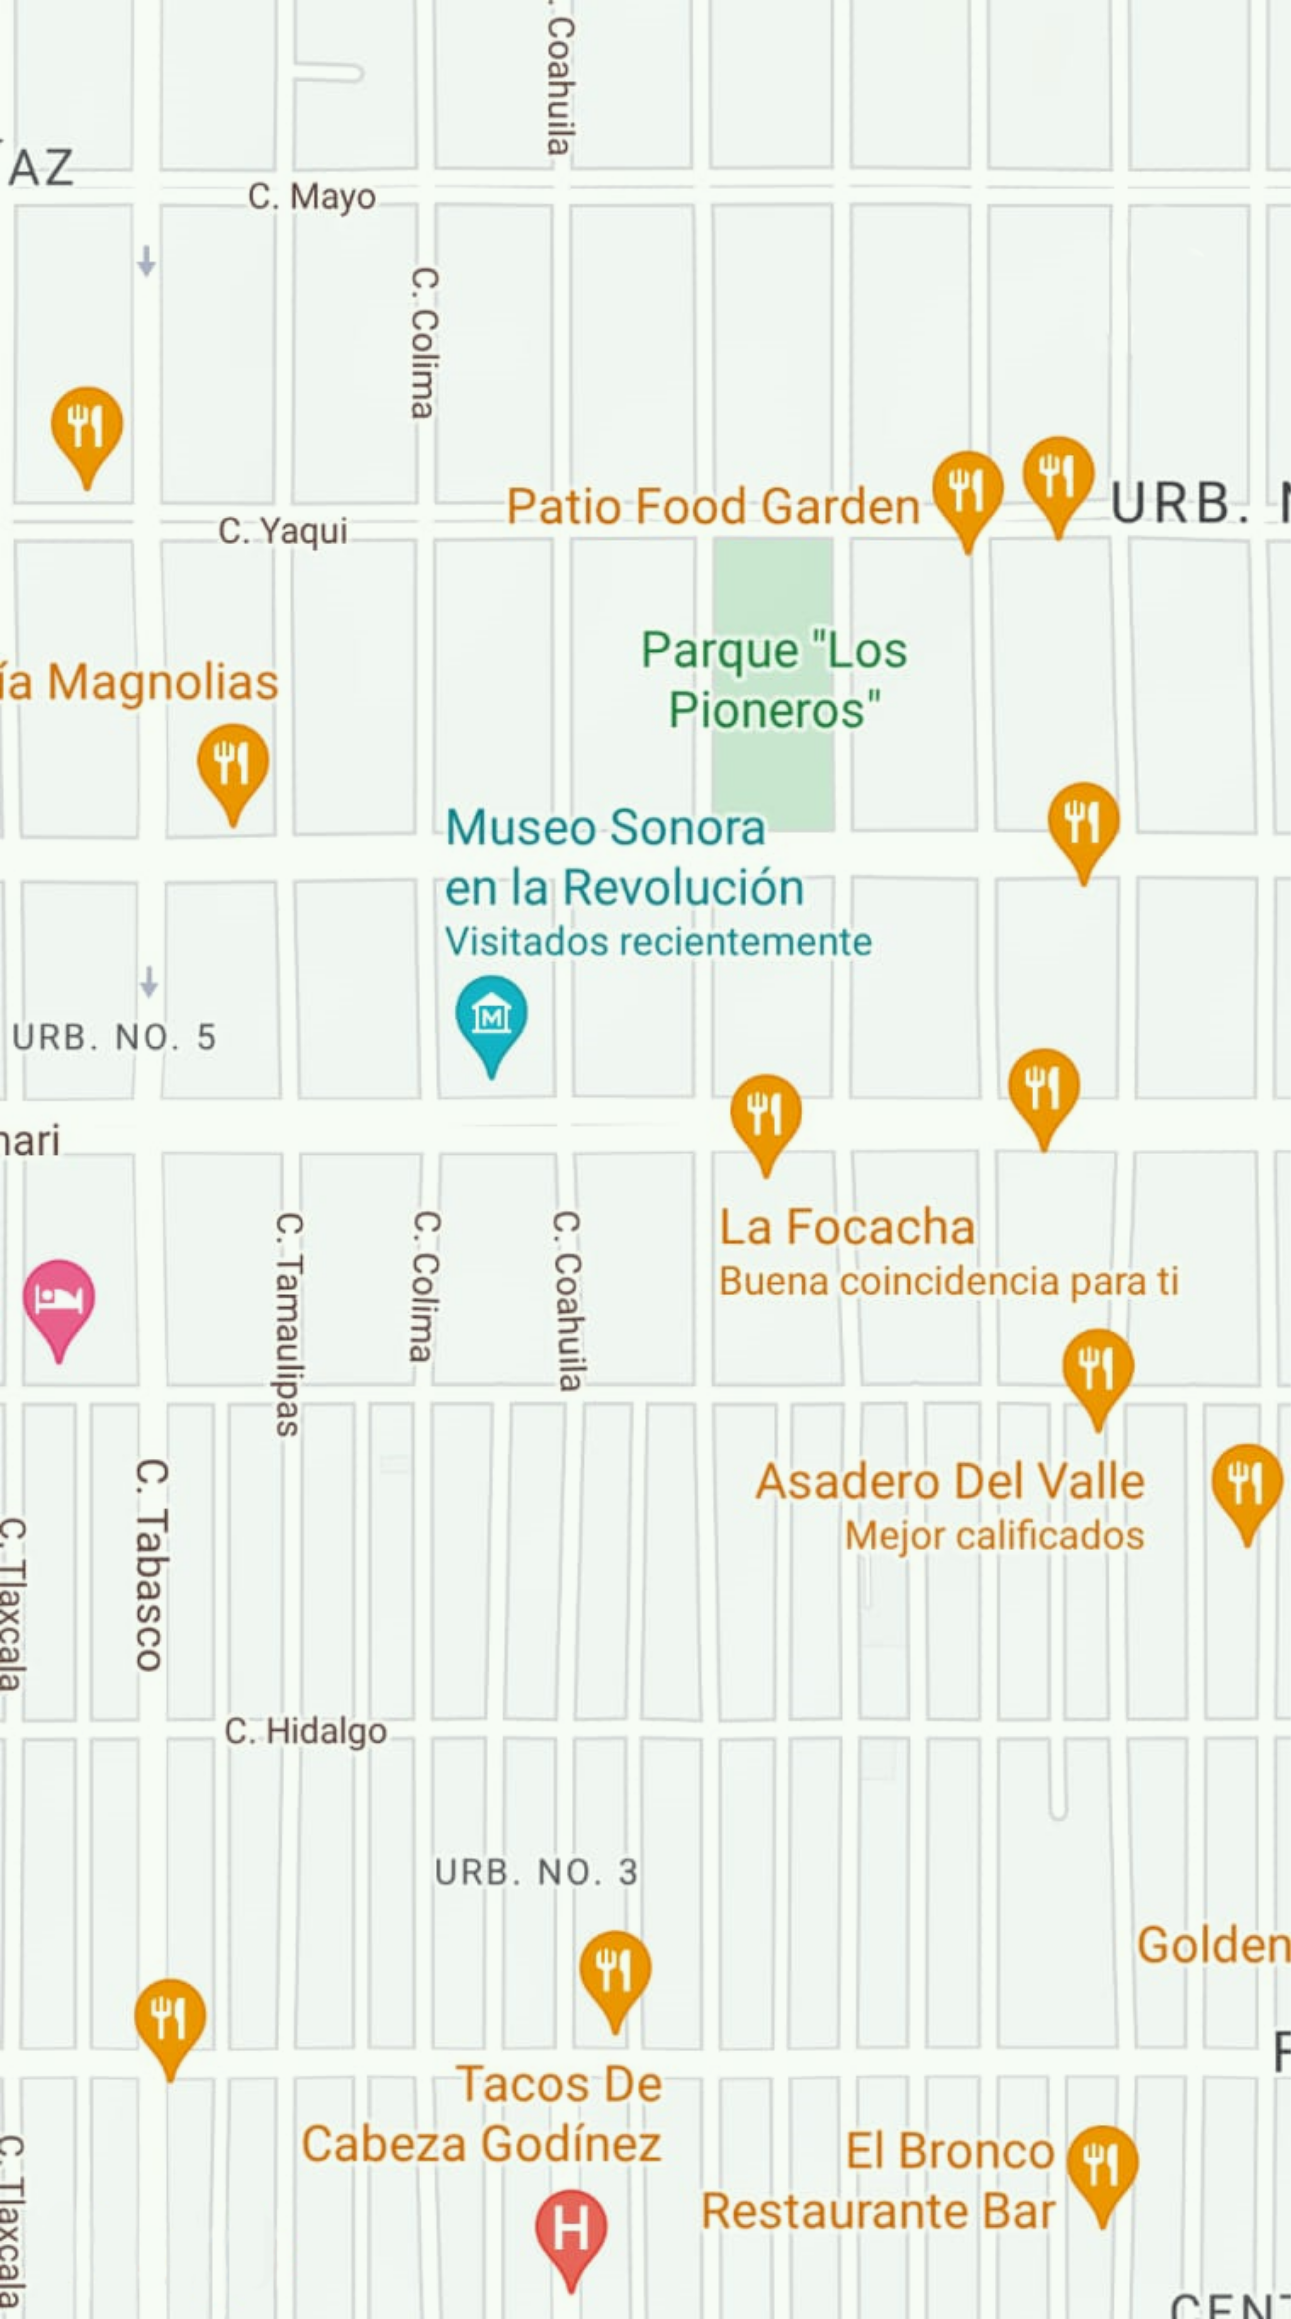 . Coahuila
ÍAZ
C. Mayo
C. Colima
Patio Food Garden
URB. N
C. Yaqui
Parque "Los
Pioneros"
ía Magnolias
Museo Sonora
en la Revolución
Visitados recientemente
M
URB. NO. 5
nari
La Focacha
Buena coincidencia para ti
C. Tamaulipas
C. Colima
C. Coahuila
Asadero Del Valle
Mejor calificados
C. Tabasco
C. Tlaxcala
C. Hidalgo
URB. NO. 3
Golden
Tacos De
Cabeza Godínez
El Bronco
Restaurante Bar
C. Tlaxcala
H
CENT